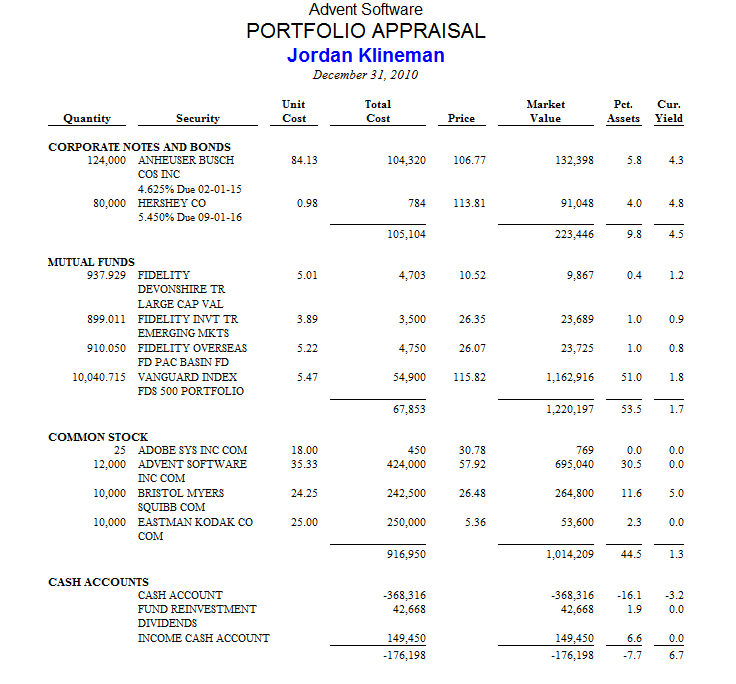 Advent Software
PORTFOLIO APPRAISAL
Jordan Klineman
December 31, 2010
Unit Total Market Pct. Cur.
Quantity Security Cost Cost Price Value Assets Yield
CORPORATE NOTES AND BONDS
124,000 ANHEUSER BUSCH 84.13 104,320 106.77 132,398 5.8 4.3
COS INC
4.625% Due 02-01-15
80,000 HERSHEY CO 0.98 784 113.81 91,048 4.0 4.8
5.450% Due 09-01-16
105,104 223,446 9.8 4.5
MUTUAL FUNDS
937.929 FIDELITY 5.01 4,703 10.52 9,867 0.4 1.2
DEVONSHIRE TR
LARGE CAP VAL
899.011 FIDELITY INVT TR 3.89 3,500 26.35 23,689 1.0 0.9
EMERGING MKTS
910.050 FIDELITY OVERSEAS 5.22 4,750 26.07 23,725 1.0 0.8
FD PAC BASIN FD
10,040.715 VANGUARD INDEX 5.47 54,900 115.82 1,162,916 51.0 1.8
FDS 500 PORTFOLIO
67,853 1,220,197 53.5 1.7
COMMON STOCK
25 ADOBE SYS INC COM 18.00 450 30.78 769 0.0 0.0
12,000 ADVENT SOFTWARE 35.33 424,000 57.92 695,040 30.5 0.0
INC COM
10,000 BRISTOL MYERS 24.25 242,500 26.48 264,800 11.6 5.0
SQUIBB COM
10,000 EASTMAN KODAK CO 25.00 250,000 5.36 53,600 2.3 0.0
COM
916,950 1,014,209 44.5 1.3
CASH ACCOUNTS
CASH ACCOUNT -368,316 -368,316 -16.1 -3.2
FUND REINVESTMENT 42,668 42,668 1.9 0.0
DIVIDENDS
INCOME CASH ACCOUNT 149,450 149,450 6.6 0.0
-176,198 -176,198 -7.7 6.7